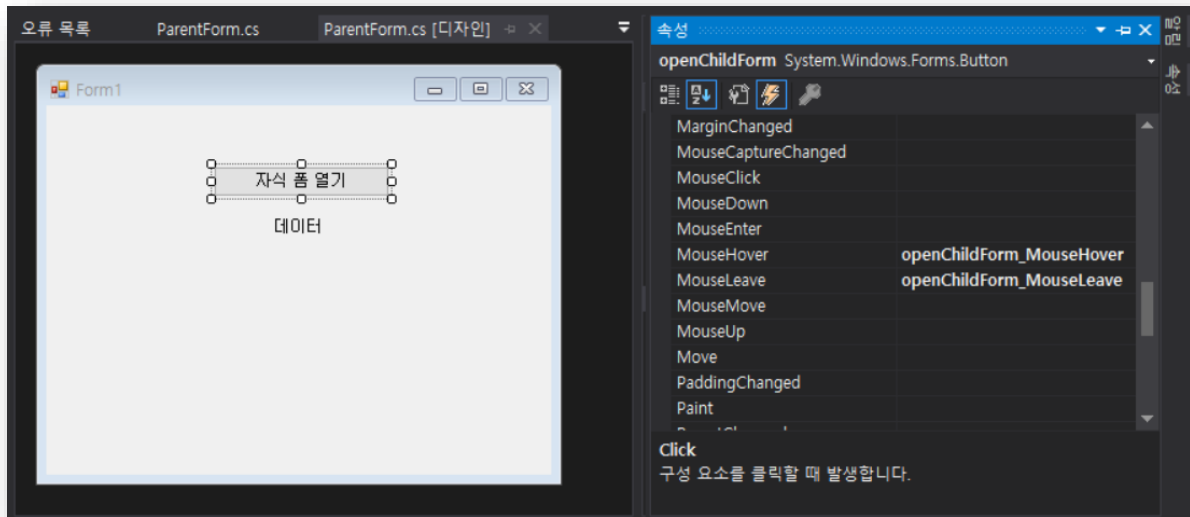 오류 목록
ParentForm.cs
ParentForm.cs [디자인]
Form1
자식 폼 열기
데이터
속성
openChildForm System.Windows.Forms.Button
MarginChanged
MouseCaptureChanged
MouseClick
MouseDown
MouseEnter
MouseHover openChildForm_MouseHover
MouseLeave openChildForm_MouseLeave
MouseMove
MouseUp
Move
PaddingChanged
Paint
Click
구성 요소를 클릭할 때 발생합니다.